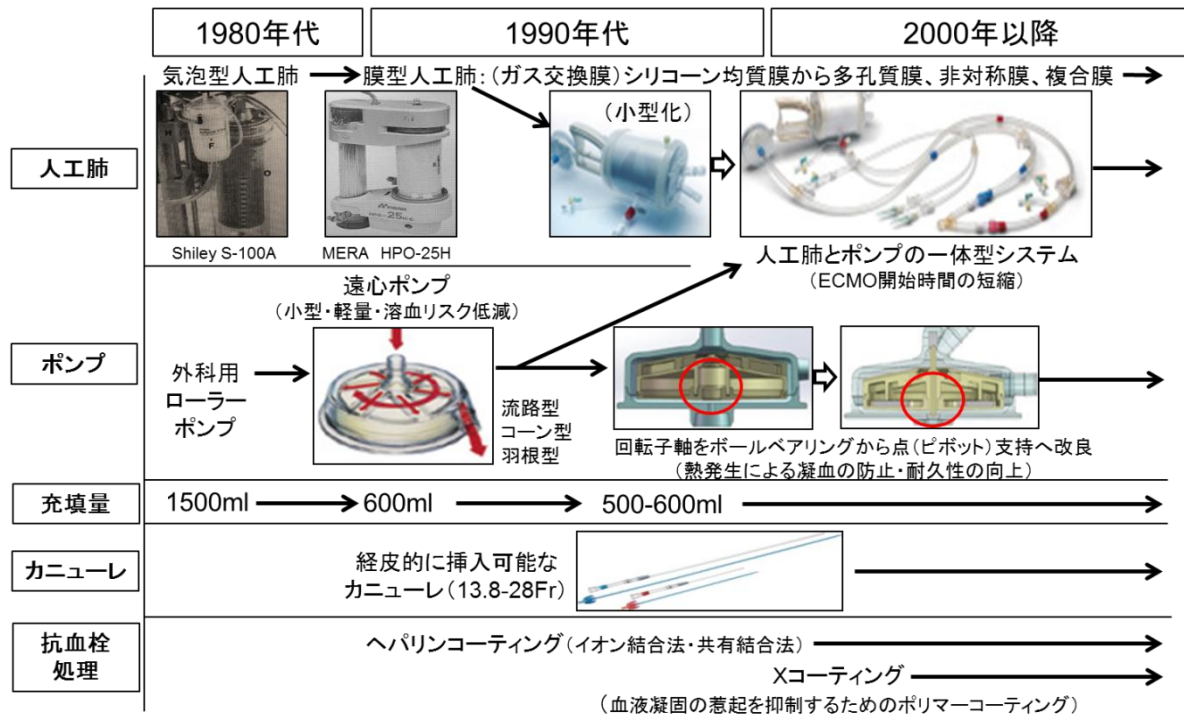 1980年代
1990年代
2000年以降
人工肺
気泡型人工肺
膜型人工肺:(ガス交換膜)シリコーン均質膜から多孔質膜、非対称膜、複合膜
(小型化)
Shiley S-100A
MERA HPO-25H
人工肺とポンプの一体型システム
(ECMO開始時間の短縮)
ポンプ
外科用
ローラー
ポンプ
遠心ポンプ
(小型・軽量・溶血リスク低減)
流路型
コーン型
羽根型
回転子軸をボールベアリングから点(ピボット)支持へ改良
(熱発生による凝血の防止・耐久性の向上)
充填量
1500ml
600ml
500-600ml
カニューレ
経皮的に挿入可能な
カニューレ(13.8-28Fr)
抗血栓
処理
ヘパリンコーティング(イオン結合法・共有結合法)
Xコーティング
(血液凝固の惹起を抑制するためのポリマーコーティング)